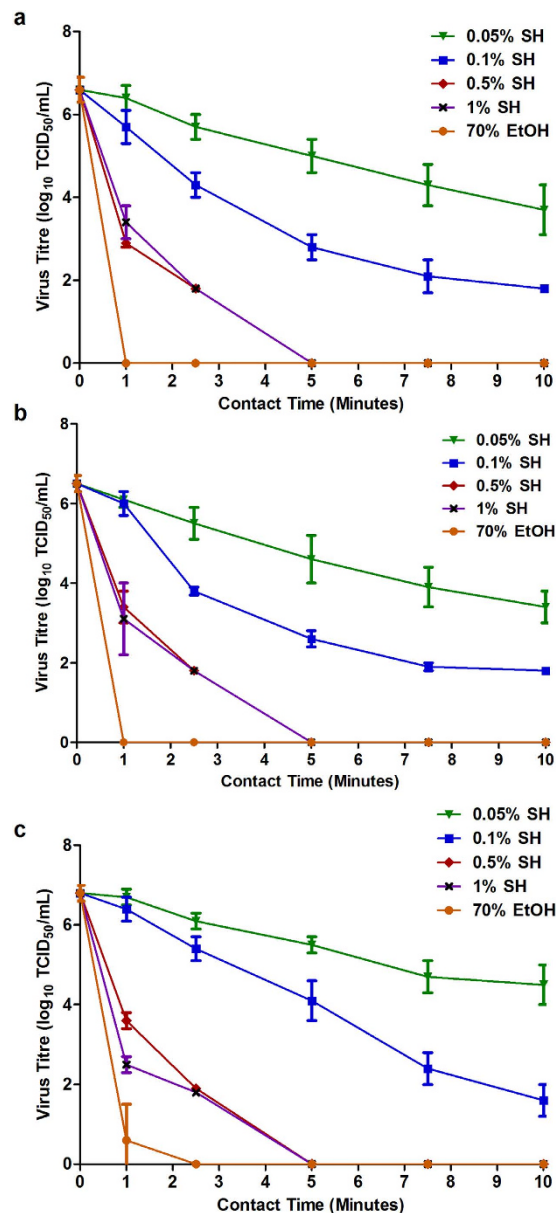 a
0.05% SH
0.1% SH
0.5% SH
1% SH
70% EtOH
8
6
4
2
0
Virus Titre (log₁₀ TCID₅₀/mL)
0 1 2 3 4 5 6 7 8 9 10
Contact Time (Minutes)
b
0.05% SH
0.1% SH
0.5% SH
1% SH
70% EtOH
8
6
4
2
0
Virus Titre (log₁₀ TCID₅₀/mL)
0 1 2 3 4 5 6 7 8 9 10
Contact Time (Minutes)
c
0.05% SH
0.1% SH
0.5% SH
1% SH
70% EtOH
8
6
4
2
0
Virus Titre (log₁₀ TCID₅₀/mL)
0 1 2 3 4 5 6 7 8 9 10
Contact Time (Minutes)